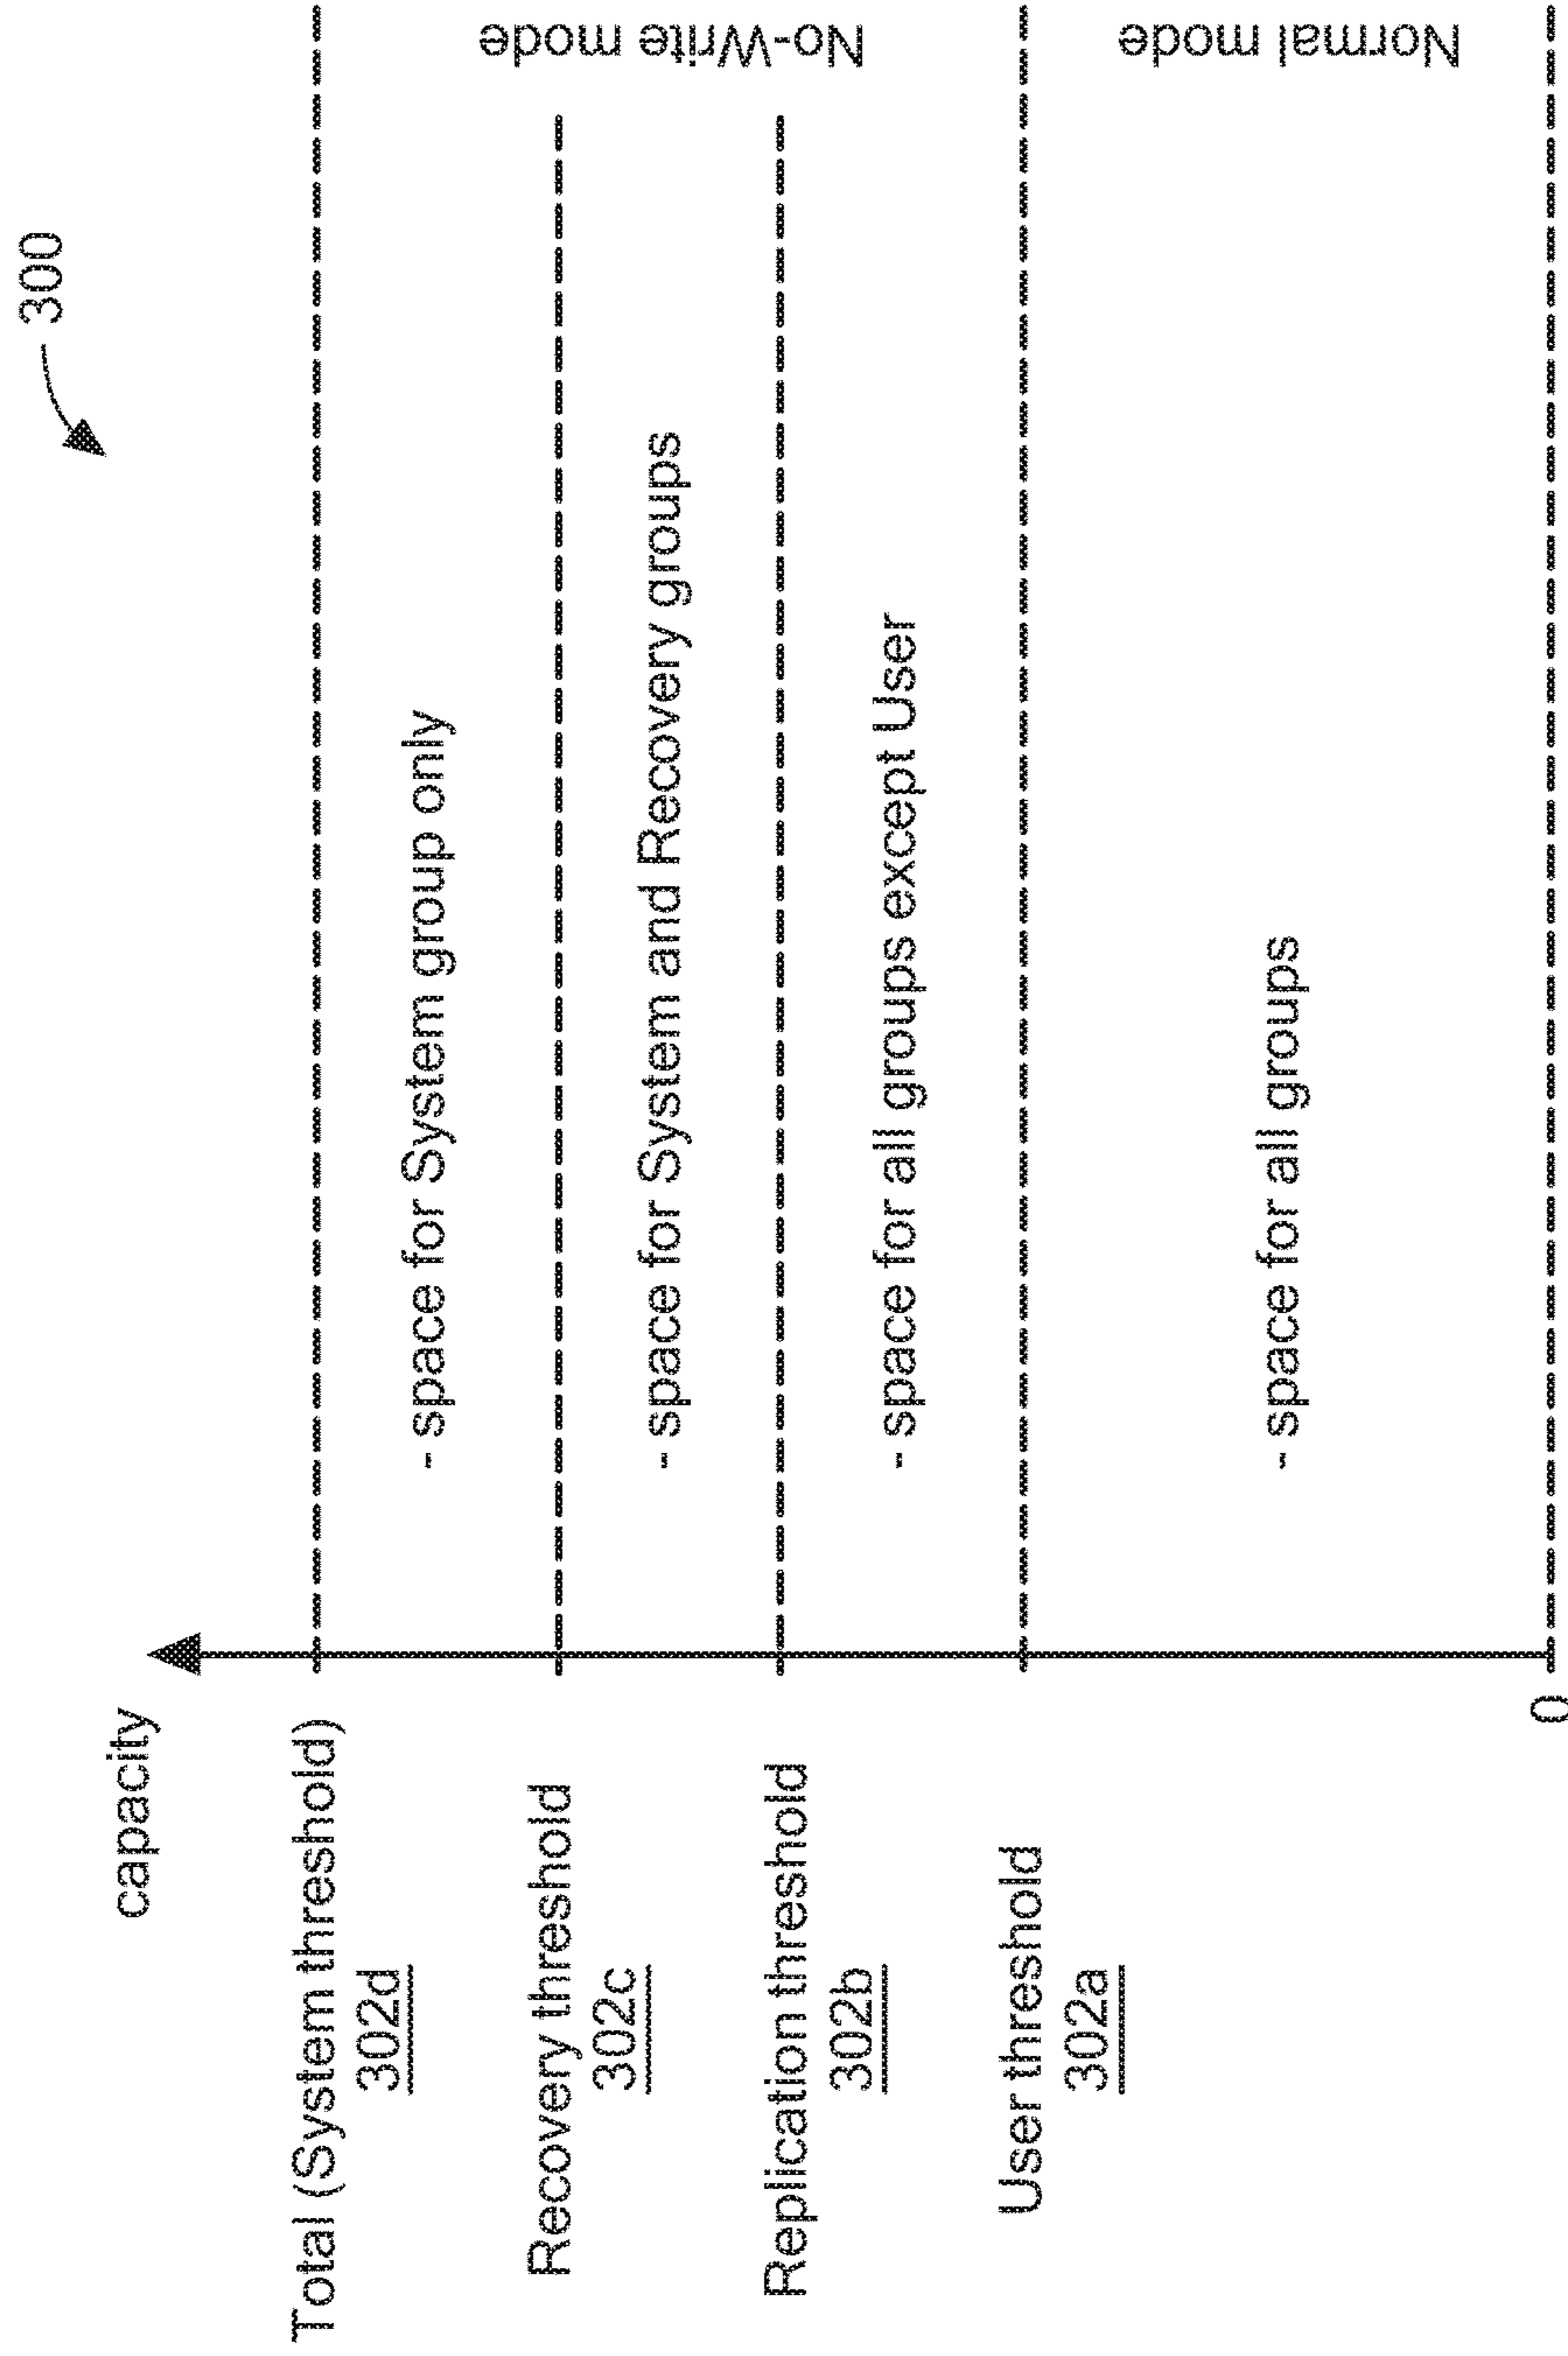 300
capacity
Total (System threshold)
302d
- space for System group only
Recovery threshold
302c
- space for System and Recovery groups
No-Write mode
Replication threshold
302b
- space for all groups except User
User threshold
302a
- space for all groups
Normal mode
0